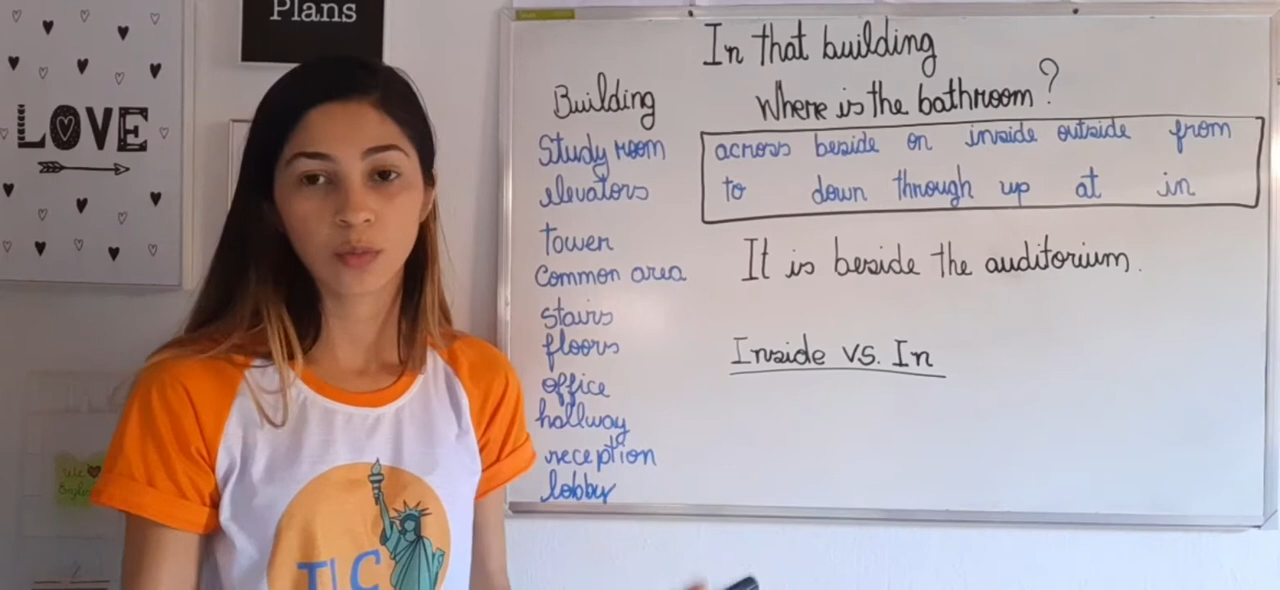 Plans
LOVE
In that building
Where is the bathroom?
Building
Study room
elevators
tower
Common area
stairs
floors
office
hallway
reception
lobby
across beside on inside outside from
to down through up at in
It is beside the auditorium.
Inside vs. In
TLC